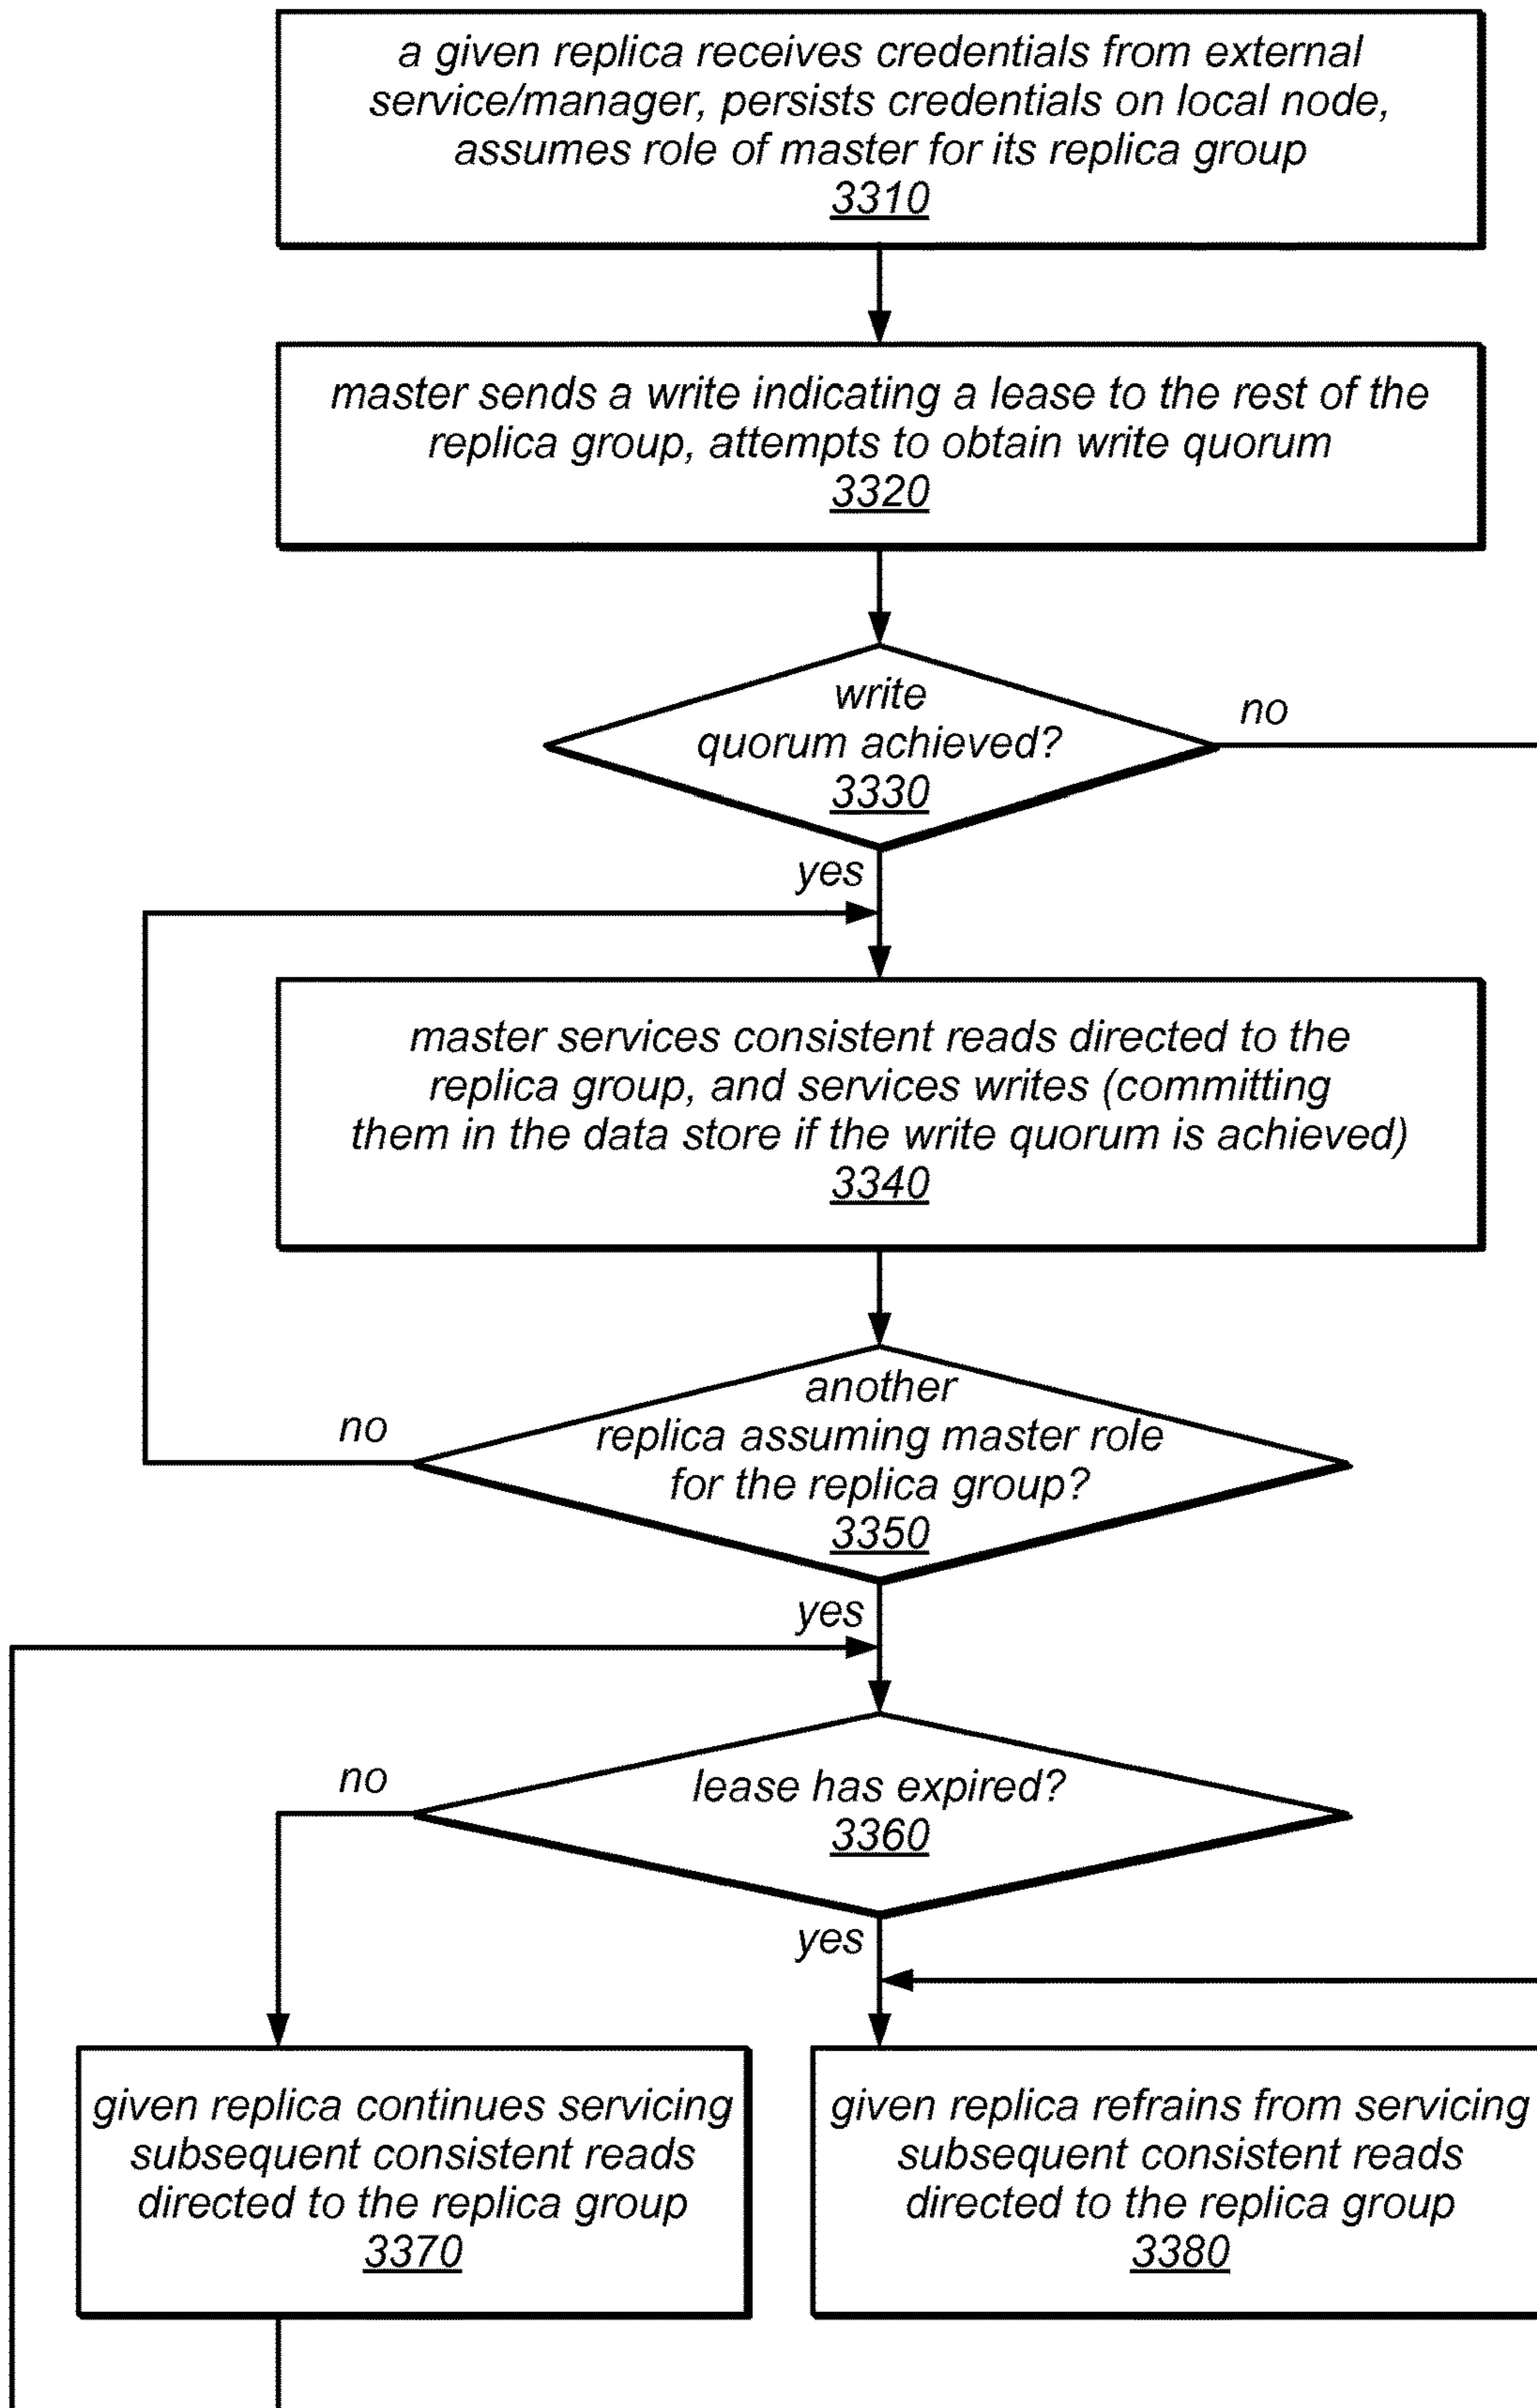 a given replica receives credentials from external
service/manager, persists credentials on local node,
assumes role of master for its replica group
3310
master sends a write indicating a lease to the rest of the
replica group, attempts to obtain write quorum
3320
write
quorum achieved?
3330
no
yes
master services consistent reads directed to the
replica group, and services writes (committing
them in the data store if the write quorum is achieved)
3340
another
replica assuming master role
for the replica group?
3350
no
yes
lease has expired?
3360
no
yes
given replica continues servicing
subsequent consistent reads
directed to the replica group
3370
given replica refrains from servicing
subsequent consistent reads
directed to the replica group
3380